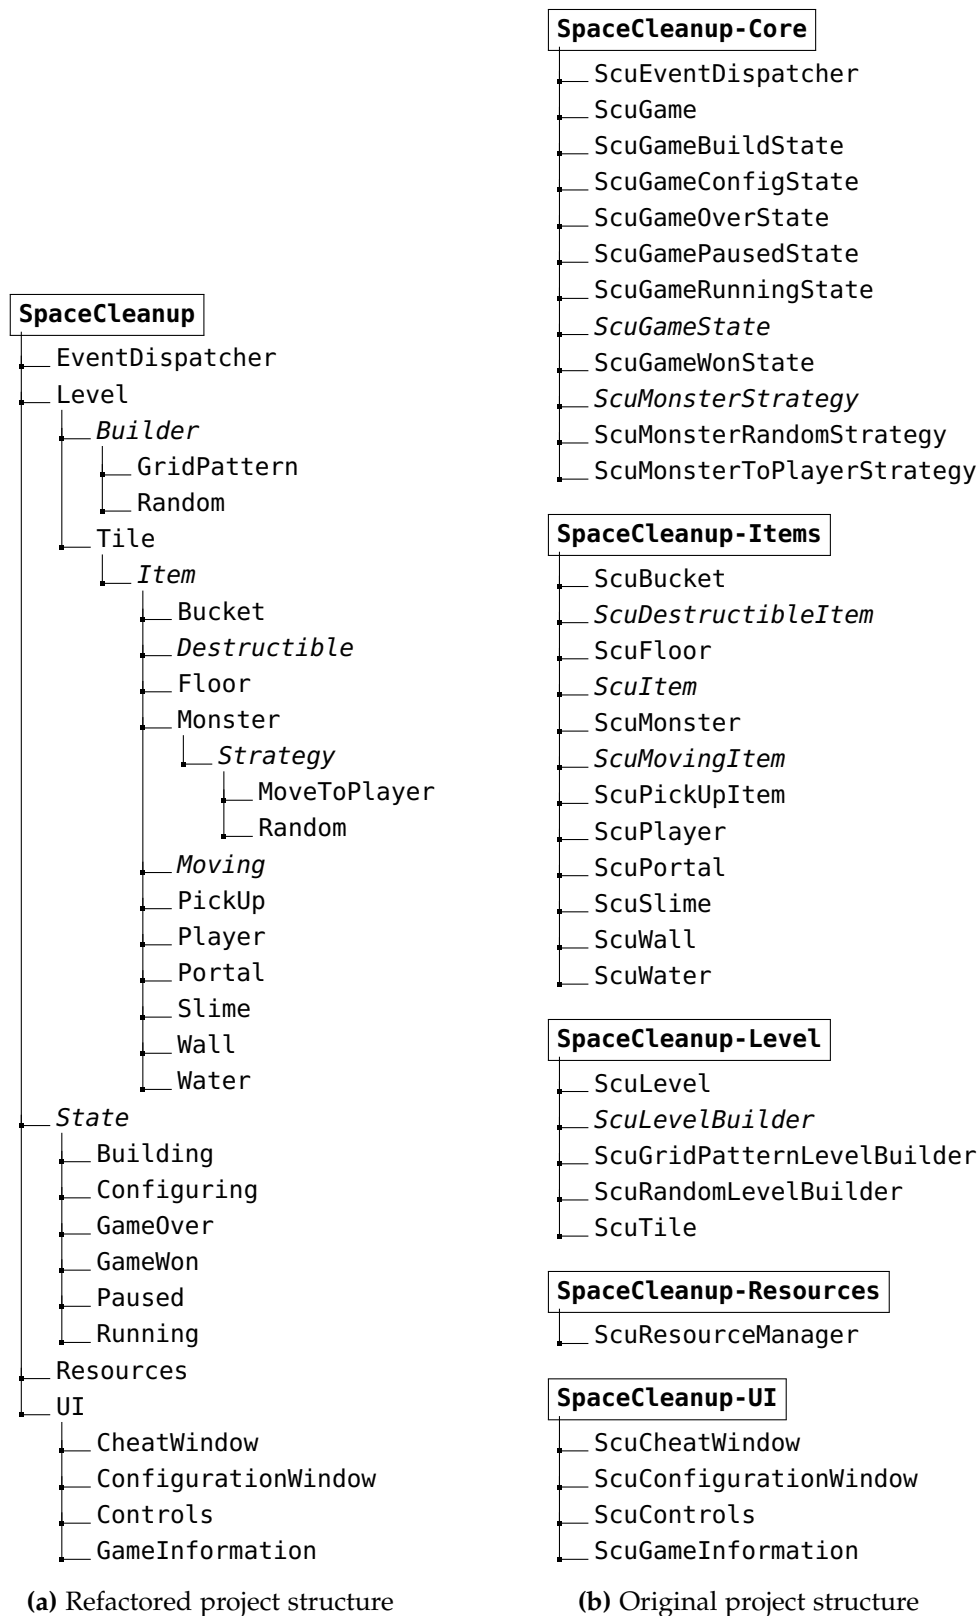 SpaceCleanup
EventDispatcher
Level
Builder
GridPattern
Random
Tile
Item
Bucket
Destructible
Floor
Monster
Strategy
MoveToPlayer
Random
Moving
PickUp
Player
Portal
Slime
Wall
Water
State
Building
Configuring
GameOver
GameWon
Paused
Running
Resources
UI
CheatWindow
ConfigurationWindow
Controls
GameInformation
(a) Refactored project structure
SpaceCleanup-Core
ScuEventDispatcher
ScuGame
ScuGameBuildState
ScuGameConfigState
ScuGameOverState
ScuGamePausedState
ScuGameRunningState
ScuGameState
ScuGameWonState
ScuMonsterStrategy
ScuMonsterRandomStrategy
ScuMonsterToPlayerStrategy
SpaceCleanup-Items
ScuBucket
ScuDestructibleItem
ScuFloor
ScuItem
ScuMonster
ScuMovingItem
ScuPickUpItem
ScuPlayer
ScuPortal
ScuSlime
ScuWall
ScuWater
SpaceCleanup-Level
ScuLevel
ScuLevelBuilder
ScuGridPatternLevelBuilder
ScuRandomLevelBuilder
ScuTile
SpaceCleanup-Resources
ScuResourceManager
SpaceCleanup-UI
ScuCheatWindow
ScuConfigurationWindow
ScuControls
ScuGameInformation
(b) Original project structure